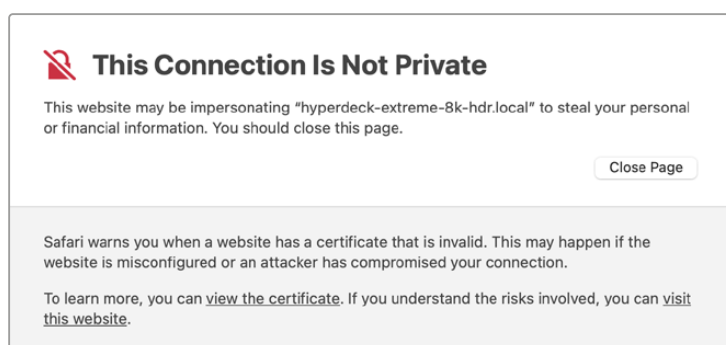 This Connection Is Not Private
This website may be impersonating “hyperdeck-extreme-8k-hdr.local” to steal your personal
or financial information. You should close this page.
Close Page
Safari warns you when a website has a certificate that is invalid. This may happen if the
website is misconfigured or an attacker has compromised your connection.
To learn more, you can view the certificate. If you understand the risks involved, you can visit
this website.